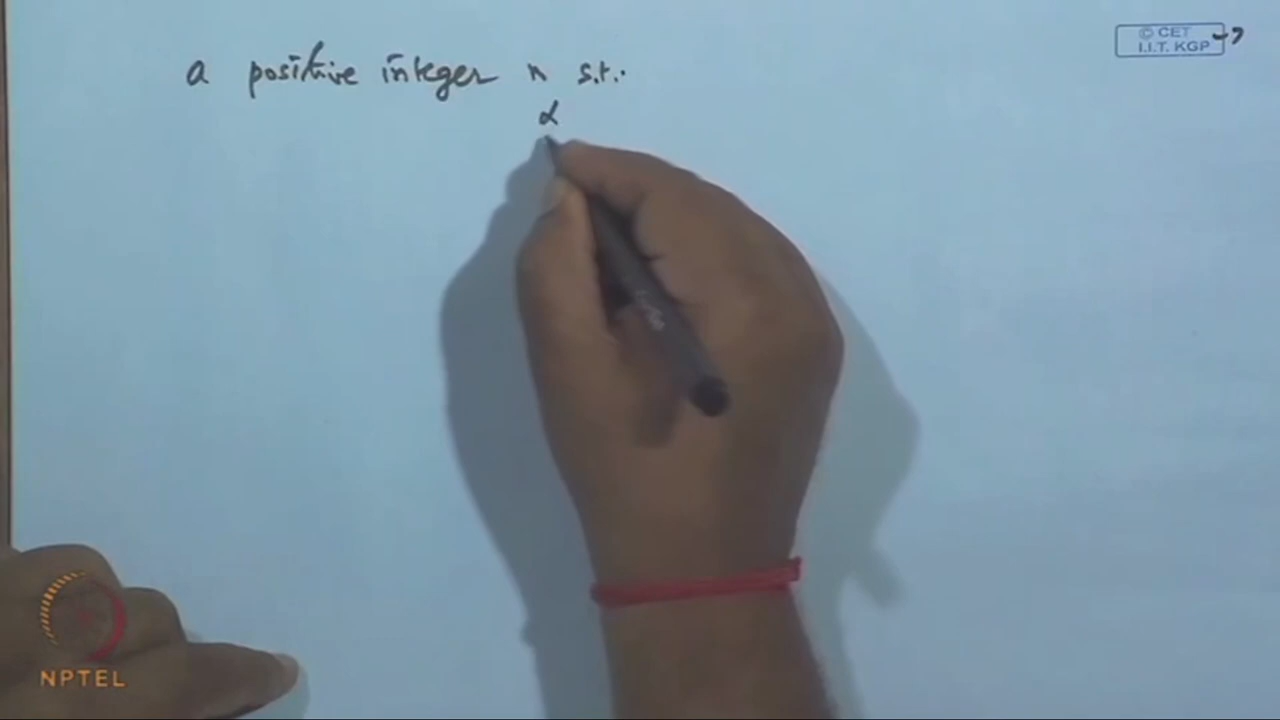 a positive integer n s.t.
α
© CET
I.I.T. KGP
NPTEL